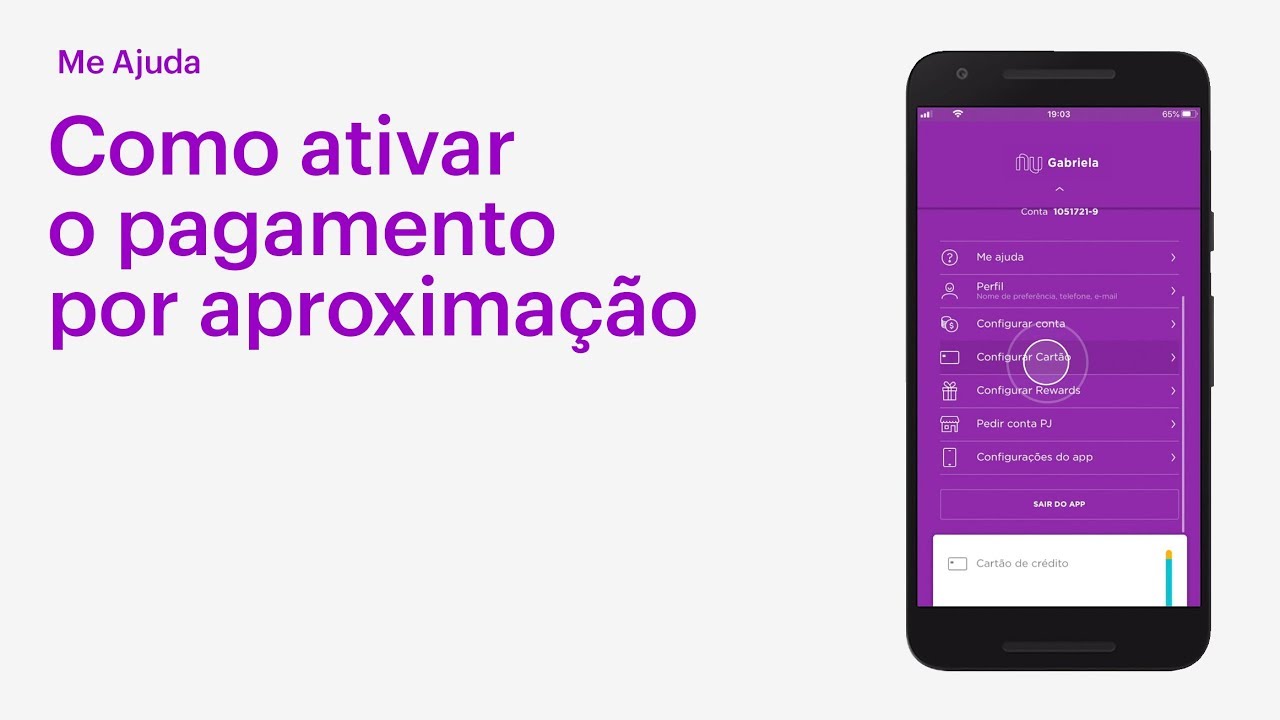 Me Ajuda
Como ativar
o pagamento
por aproximação
19:03
65%
nu Gabriela
Conta 1051721-9
Me ajuda
Perfil
Nome de preferência, telefone, e-mail
Configurar conta
Configurar Cartão
Configurar Rewards
Pedir conta PJ
Configurações do app
SAIR DO APP
Cartão de crédito